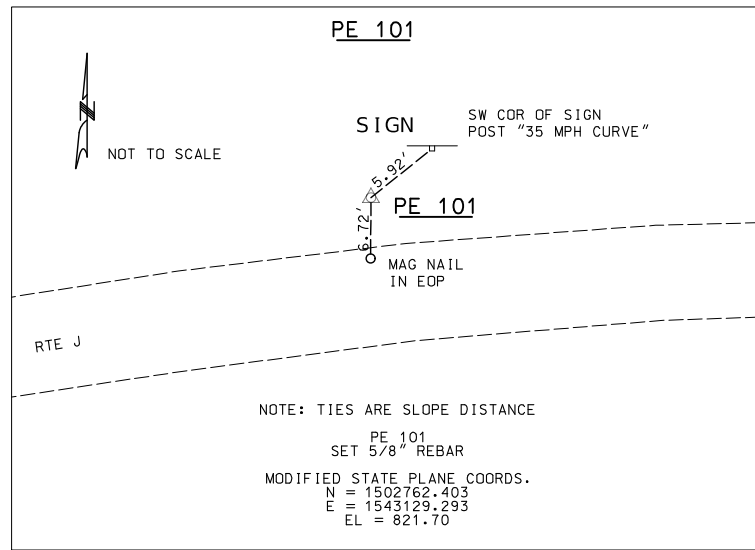 PE 101
N
NOT TO SCALE
SIGN
SW COR OF SIGN
POST "35 MPH CURVE"
5.92'
PE 101
6.72'
MAG NAIL
IN EOP
RTE J
NOTE: TIES ARE SLOPE DISTANCE
PE 101
SET 5/8" REBAR
MODIFIED STATE PLANE COORDS.
N = 1502762.403
E = 1543129.293
EL = 821.70